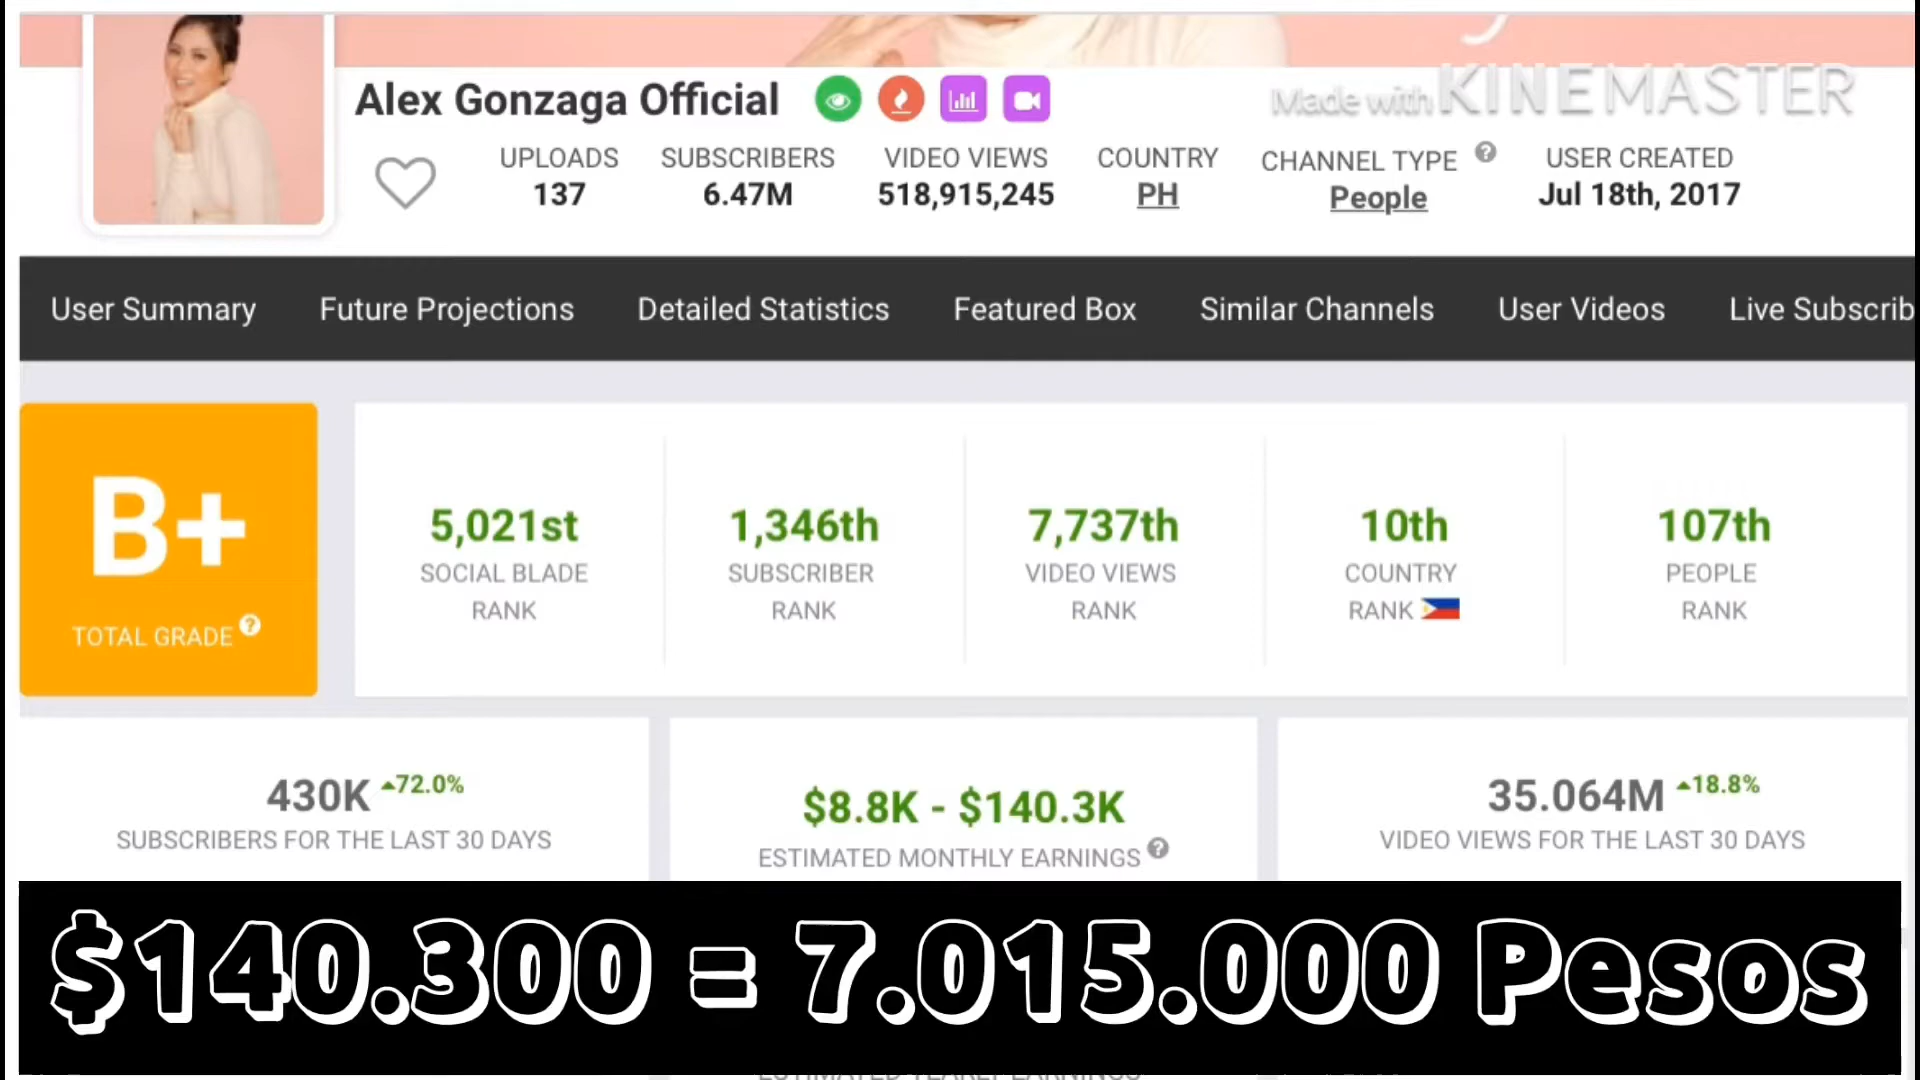 Made with KINEMASTER
Alex Gonzaga Official
UPLOADS SUBSCRIBERS VIDEO VIEWS COUNTRY CHANNEL TYPE ? USER CREATED
137 6.47M 518,915,245 PH People Jul 18th, 2017
User Summary Future Projections Detailed Statistics Featured Box Similar Channels User Videos Live Subscrib
B+
TOTAL GRADE ?
5,021st 1,346th 7,737th 10th 107th
SOCIAL BLADE SUBSCRIBER VIDEO VIEWS COUNTRY PEOPLE
RANK RANK RANK RANK RANK
430K 72.0% $8.8K - $140.3K 35.064M 18.8%
SUBSCRIBERS FOR THE LAST 30 DAYS ESTIMATED MONTHLY EARNINGS ? VIDEO VIEWS FOR THE LAST 30 DAYS
$140.300 = 7.015.000 Pesos
ESTIMATED YEARLY EARNINGS